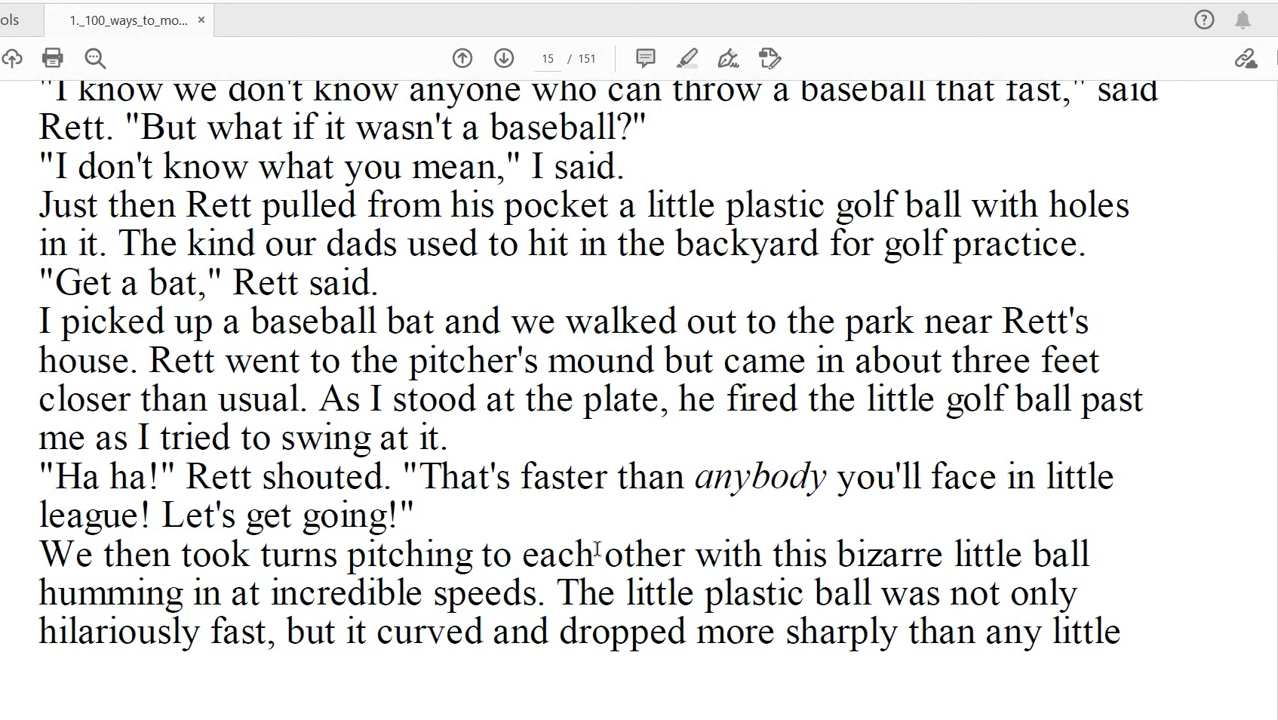 ols
1._100_ways_to_mo...
15 / 151
"I know we don't know anyone who can throw a baseball that fast," said
Rett. "But what if it wasn't a baseball?"
"I don't know what you mean," I said.
Just then Rett pulled from his pocket a little plastic golf ball with holes
in it. The kind our dads used to hit in the backyard for golf practice.
"Get a bat," Rett said.
I picked up a baseball bat and we walked out to the park near Rett's
house. Rett went to the pitcher's mound but came in about three feet
closer than usual. As I stood at the plate, he fired the little golf ball past
me as I tried to swing at it.
"Ha ha!" Rett shouted. "That's faster than anybody you'll face in little
league! Let's get going!"
We then took turns pitching to each other with this bizarre little ball
humming in at incredible speeds. The little plastic ball was not only
hilariously fast, but it curved and dropped more sharply than any little